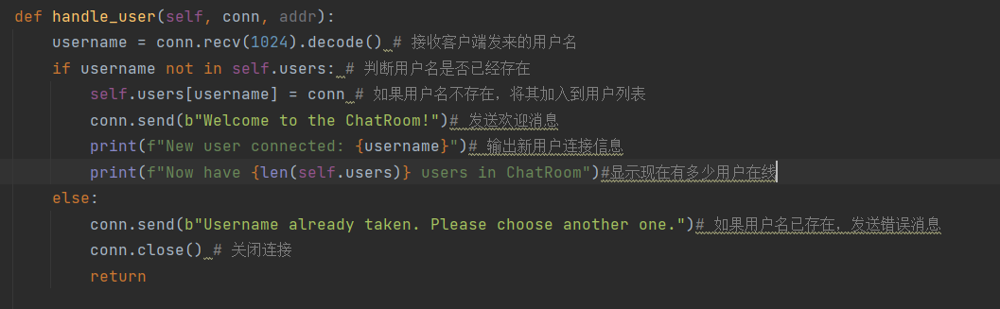 def handle_user(self, conn, addr):
    username = conn.recv(1024).decode() # 接收客户端发来的用户名
    if username not in self.users: # 判断用户名是否已经存在
        self.users[username] = conn # 如果用户名不存在，将其加入到用户列表
        conn.send(b"Welcome to the ChatRoom!")# 发送欢迎消息
        print(f"New user connected: {username}")# 输出新用户连接信息
        print(f"Now have {len(self.users)} users in ChatRoom")#显示现在有多少用户在线
    else:
        conn.send(b"Username already taken. Please choose another one.")# 如果用户名已存在，发送错误消息
        conn.close() # 关闭连接
        return